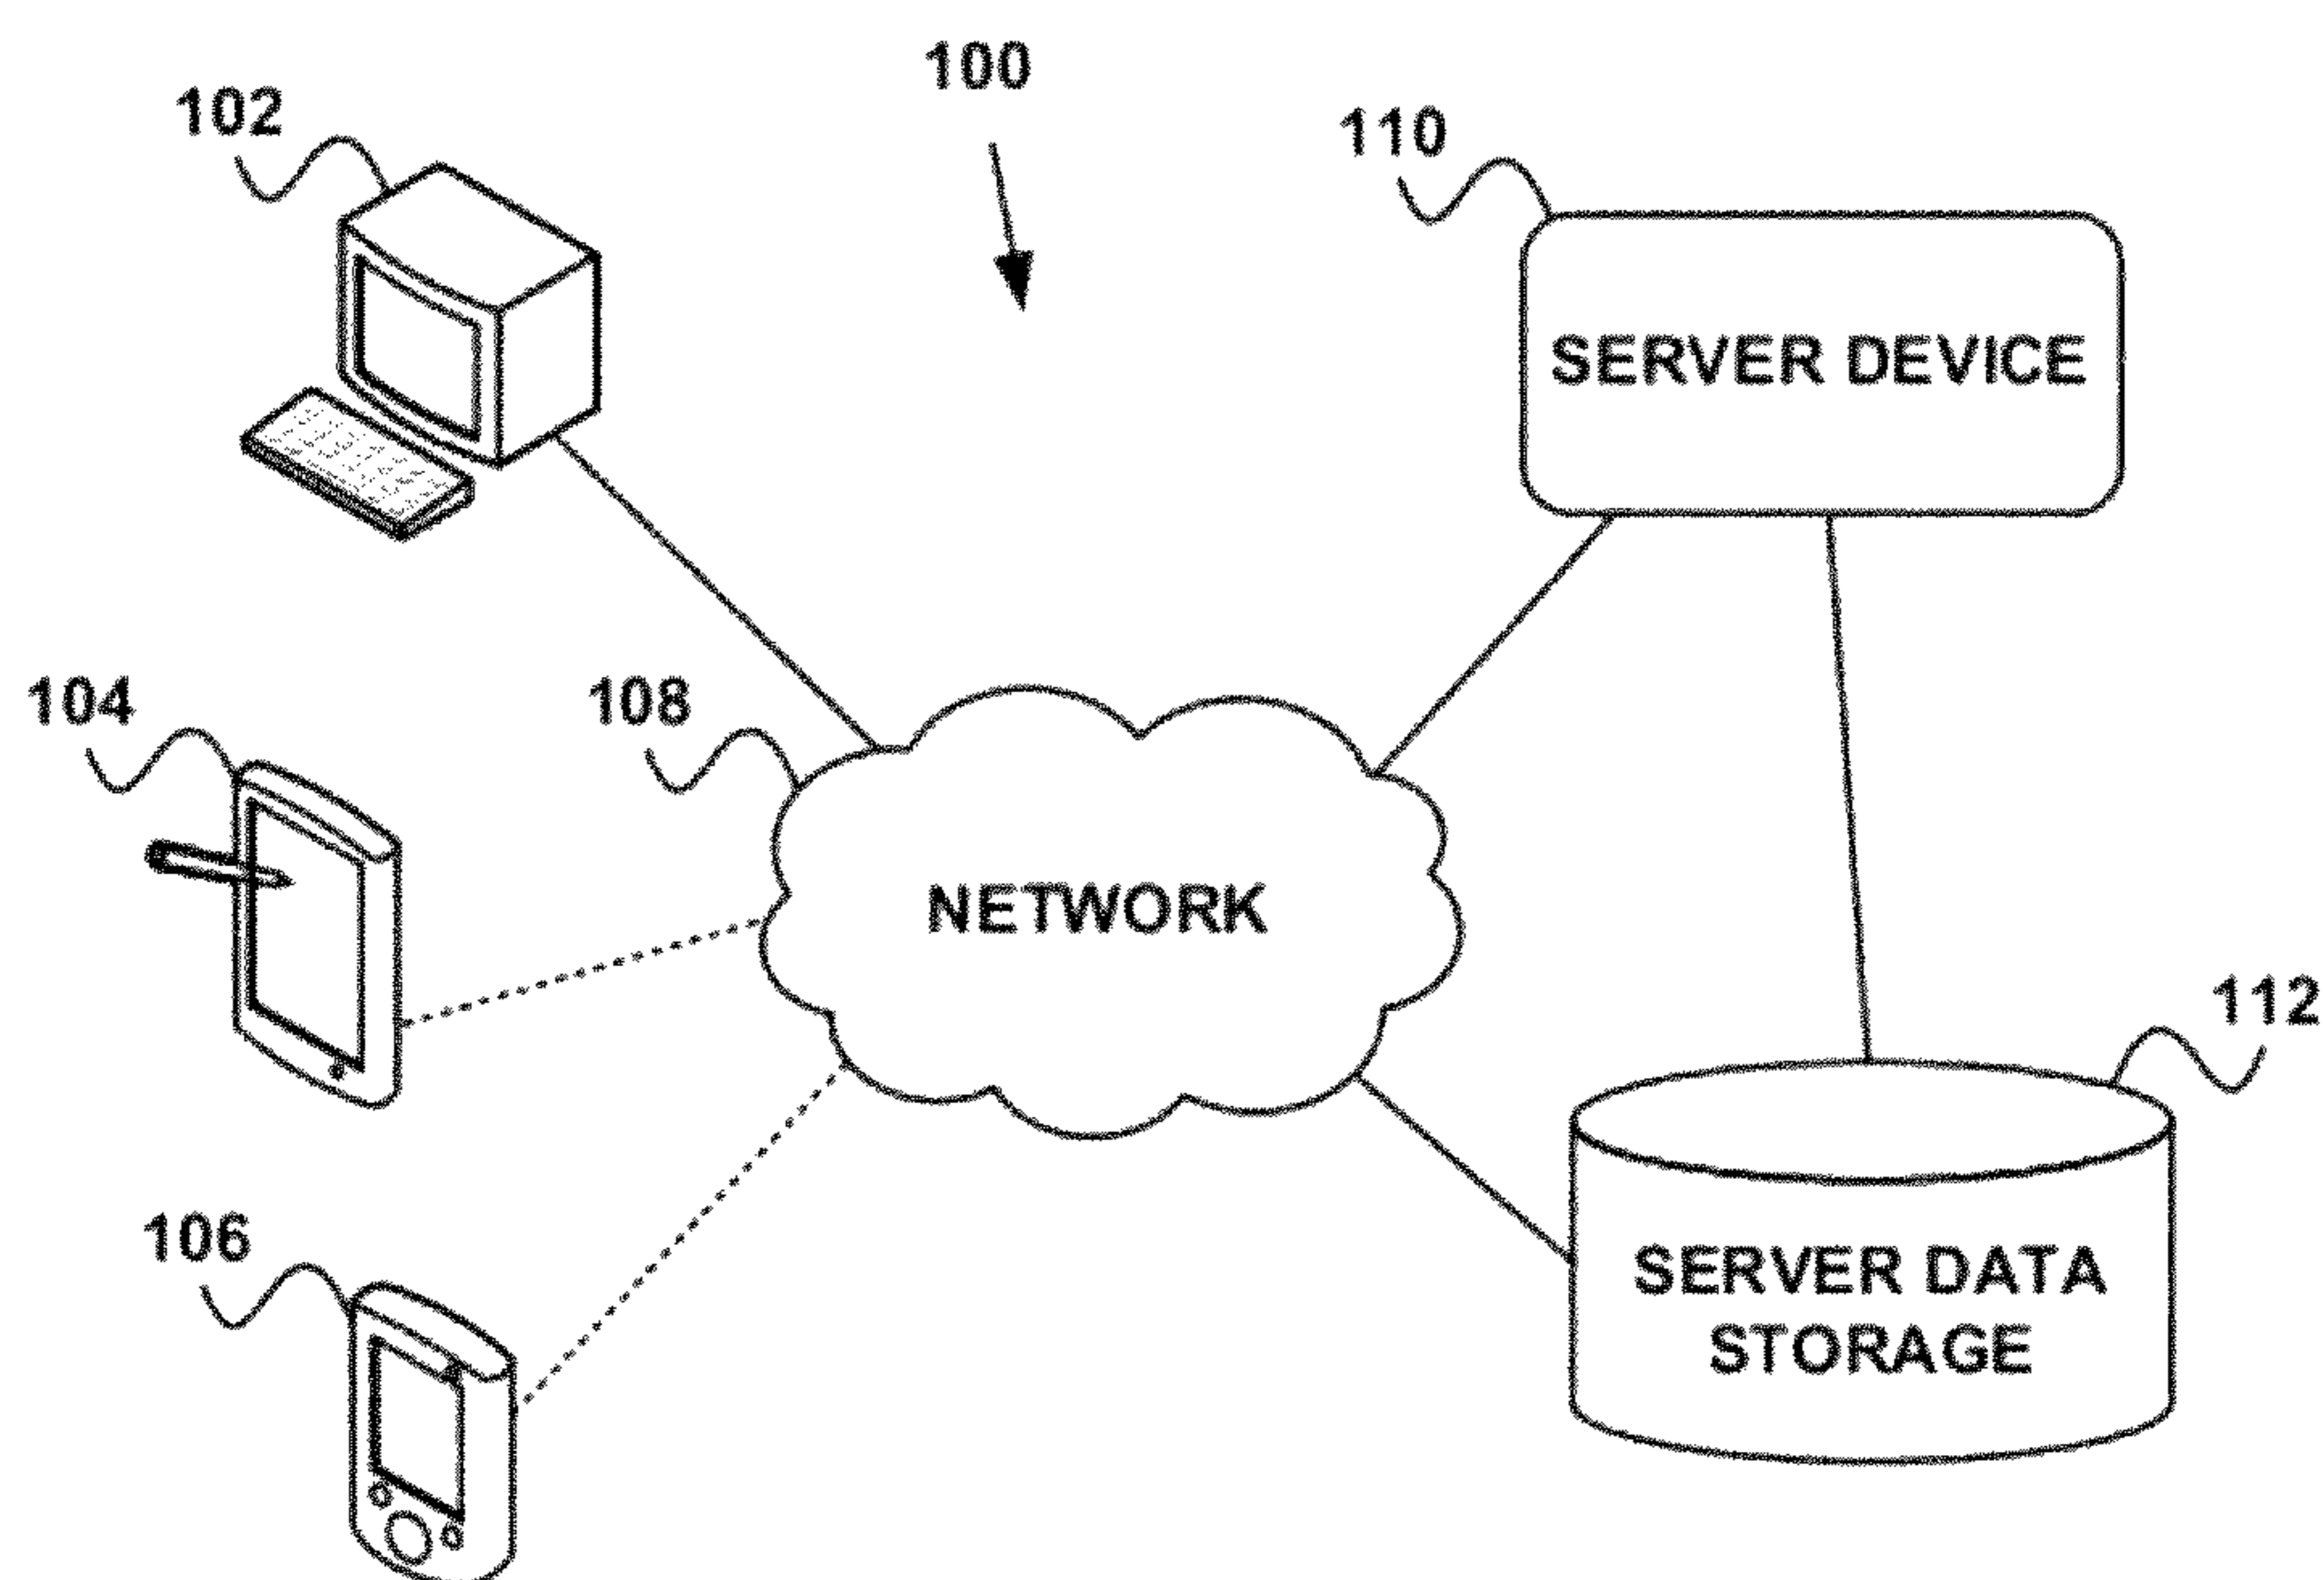 100
102
110
SERVER DEVICE
104
108
NETWORK
112
106
SERVER DATA
STORAGE